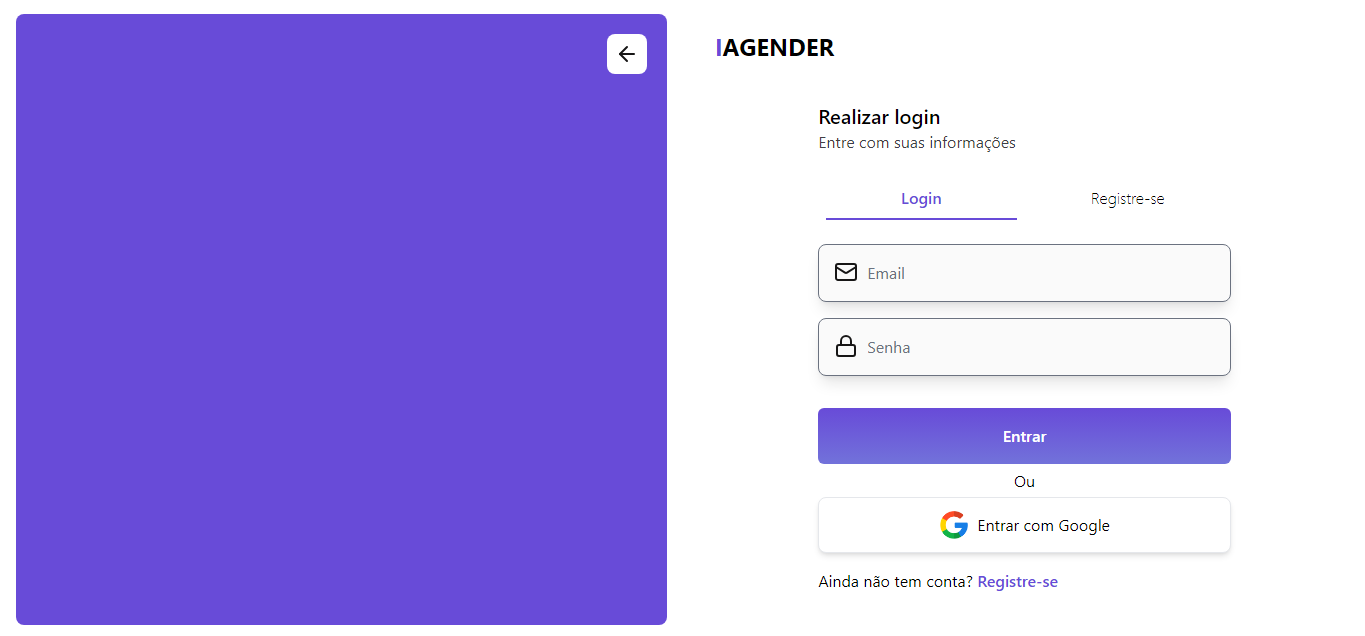 IAGENDER
Realizar login
Entre com suas informações
Login
Registre-se
Email
Senha
Entrar
Ou
Entrar com Google
Ainda não tem conta? Registre-se